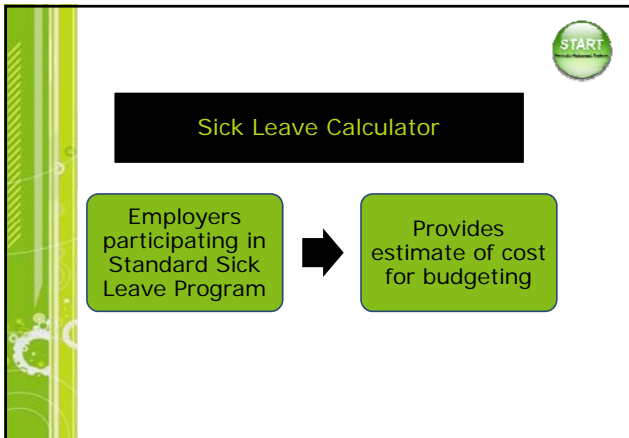 START
Sick Leave Calculator
Employers
participating in
Standard Sick
Leave Program
Provides
estimate of cost
for budgeting